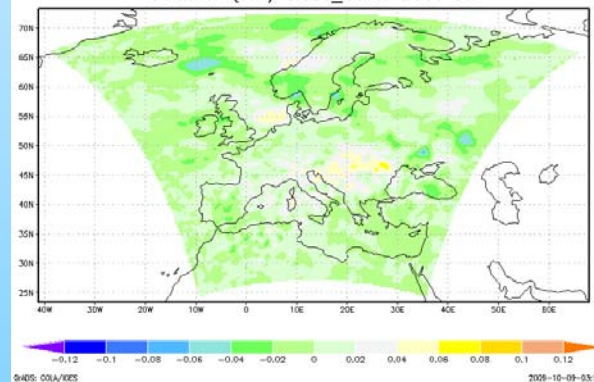 70N
65N
60N
55N
50N
45N
40N
35N
30N
25N
40W 30W 20W 10W 0 10E 20E 30E 40E 50E 60E
-0.12 -0.1 -0.08 -0.06 -0.04 -0.02 0 0.02 0.04 0.06 0.08 0.1 0.12
GrADS: COLA/IGES